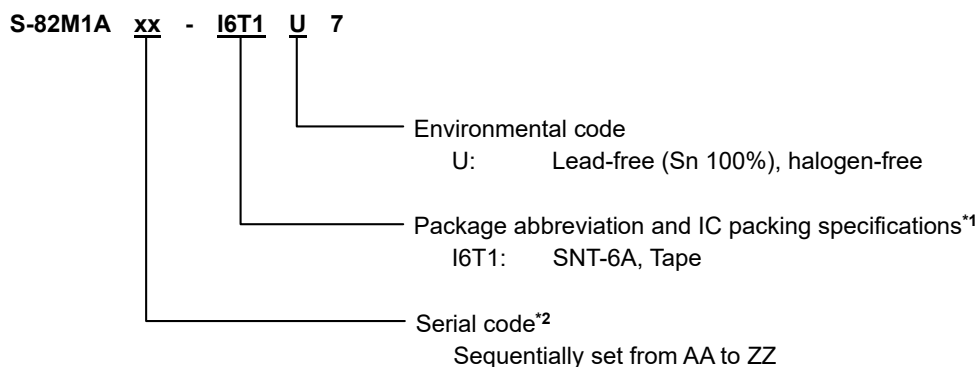 S-82M1A xx - I6T1 U 7
Environmental code
U: Lead-free (Sn 100%), halogen-free
Package abbreviation and IC packing specifications*1
I6T1: SNT-6A, Tape
Serial code*2
Sequentially set from AA to ZZ